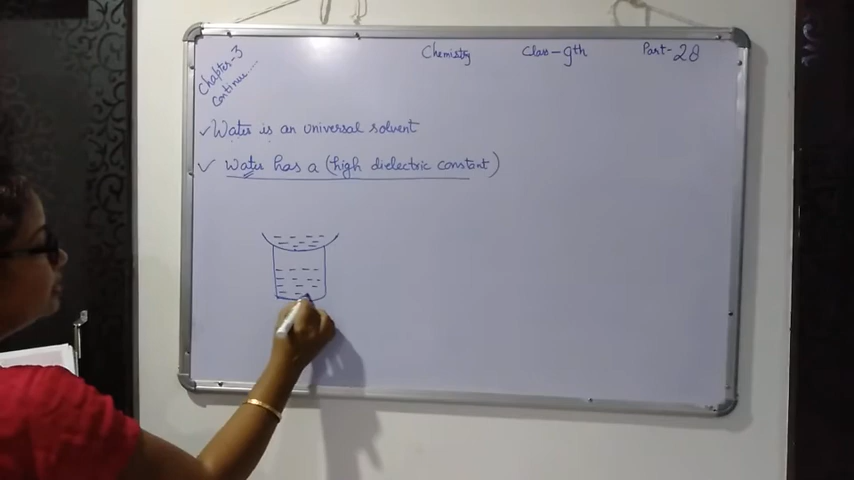 Chapter-3
continue....
Chemistry Class-9th Part-28
✓Water is an universal solvent
✓ Water has a (high dielectric constant)